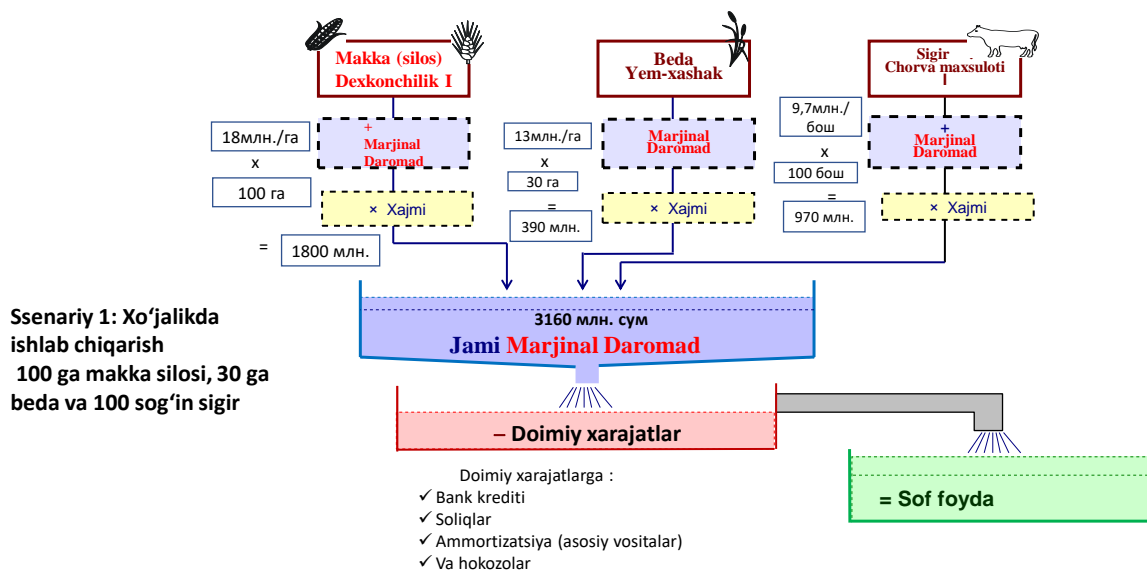 Makka (silos)
Dexkonchilik I
18млн./га
x
100 га
= 1800 млн.
+
Marjinal
Daromad
× Xajmi
Beda
Yem-xashak
13млн./га
x
30 га
=
390 млн.
Marjinal
Daromad
× Xajmi
Sigir
Chorva maxsuloti
I
9,7млн./
бош
x
100 бош
=
970 млн.
+
Marjinal
Daromad
× Xajmi
3160 млн. сум
Jami Marjinal Daromad
Ssenariy 1: Xo‘jalikda
ishlab chiqarish
100 ga makka silosi, 30 ga
beda va 100 sog‘in sigir
– Doimiy xarajatlar
= Sof foyda
Doimiy xarajatlarga :
✓ Bank krediti
✓ Soliqlar
✓ Ammortizatsiya (asosiy vositalar)
✓ Va hokozolar